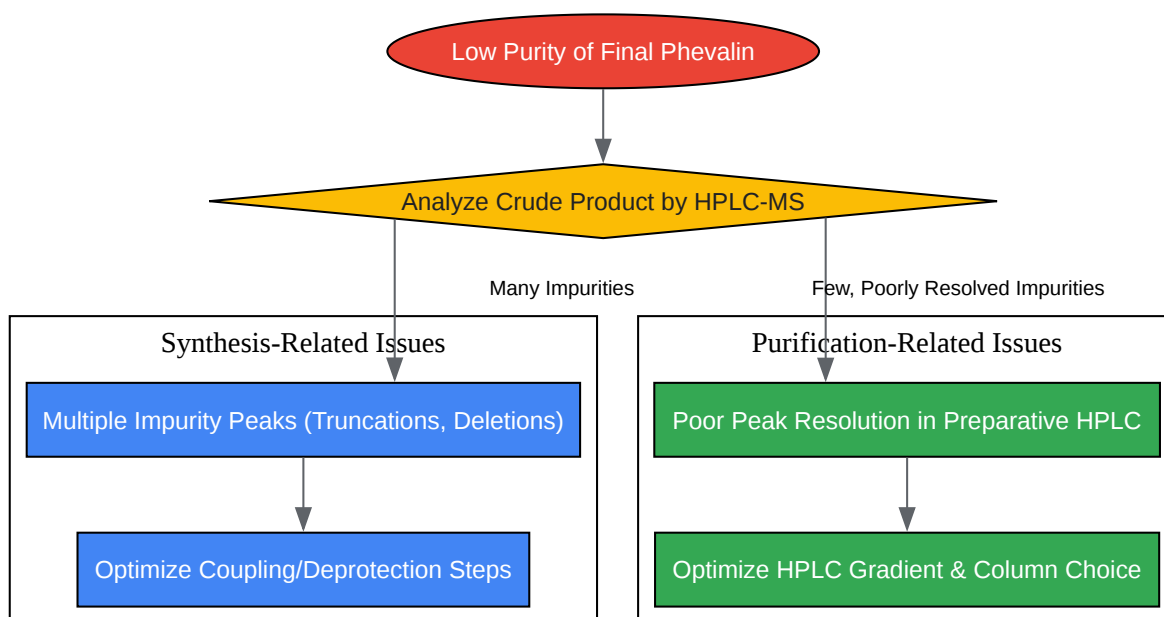 Low Purity of Final Phevalin
Analyze Crude Product by HPLC-MS
Many Impurities
Few, Poorly Resolved Impurities
Synthesis-Related Issues
Purification-Related Issues
Multiple Impurity Peaks (Truncations, Deletions)
Poor Peak Resolution in Preparative HPLC
Optimize Coupling/Deprotection Steps
Optimize HPLC Gradient & Column Choice